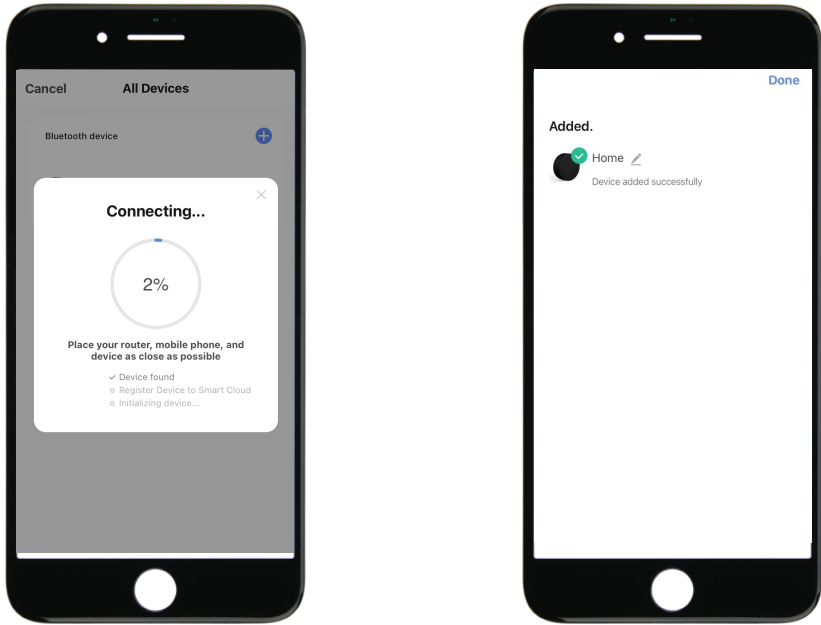 Cancel All Devices
Bluetooth device
Connecting...
2%
Place your router, mobile phone, and
device as close as possible
Device found
Register Device to Smart Cloud
Initializing device...
Done
Added.
Home
Device added successfully